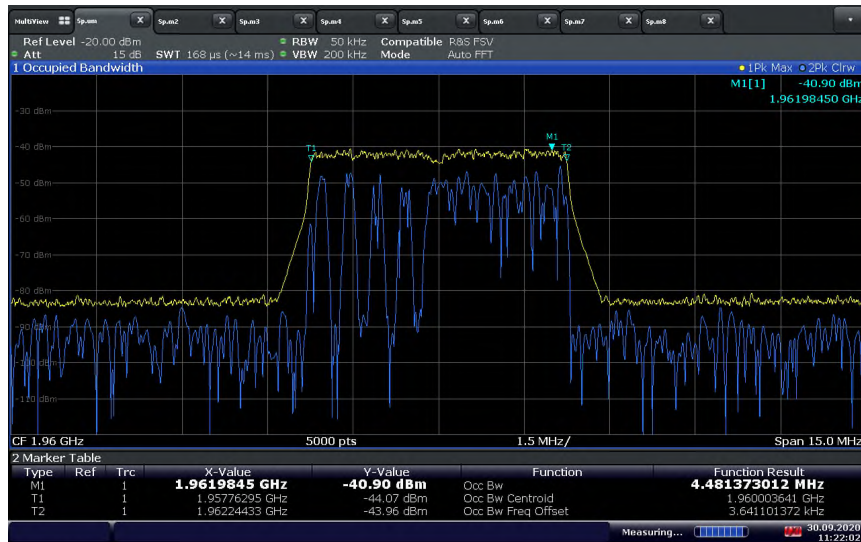 MultiView Sp.em X Sp.m2 X Sp.m3 X Sp.m4 X Sp.m5 X Sp.m6 X Sp.m7 X Sp.m8 X
Ref Level -20.00 dBm RBW 50 kHz Compatible R&S FSV
Att 15 dB SWT 168 µs (~14 ms) VBW 200 kHz Mode Auto FFT
1 Occupied Bandwidth 1Pk Max 2Pk Clrw
M1[1] -40.90 dBm
1.96198450 GHz
-30 dBm
M1
-40 dBm
T1 T2
-50 dBm
-60 dBm
-70 dBm
-80 dBm
-90 dBm
-100 dBm
-110 dBm
CF 1.96 GHz 5000 pts 1.5 MHz/ Span 15.0 MHz
2 Marker Table
Type Ref Trc X-Value Y-Value Function Function Result
M1 1 1.9619845 GHz -40.90 dBm Occ Bw 4.481373012 MHz
T1 1 1.95776295 GHz -44.07 dBm Occ Bw Centroid 1.960003641 GHz
T2 1 1.96224433 GHz -43.96 dBm Occ Bw Freq Offset 3.641101372 kHz
Measuring... 30.09.2020
11:22:02